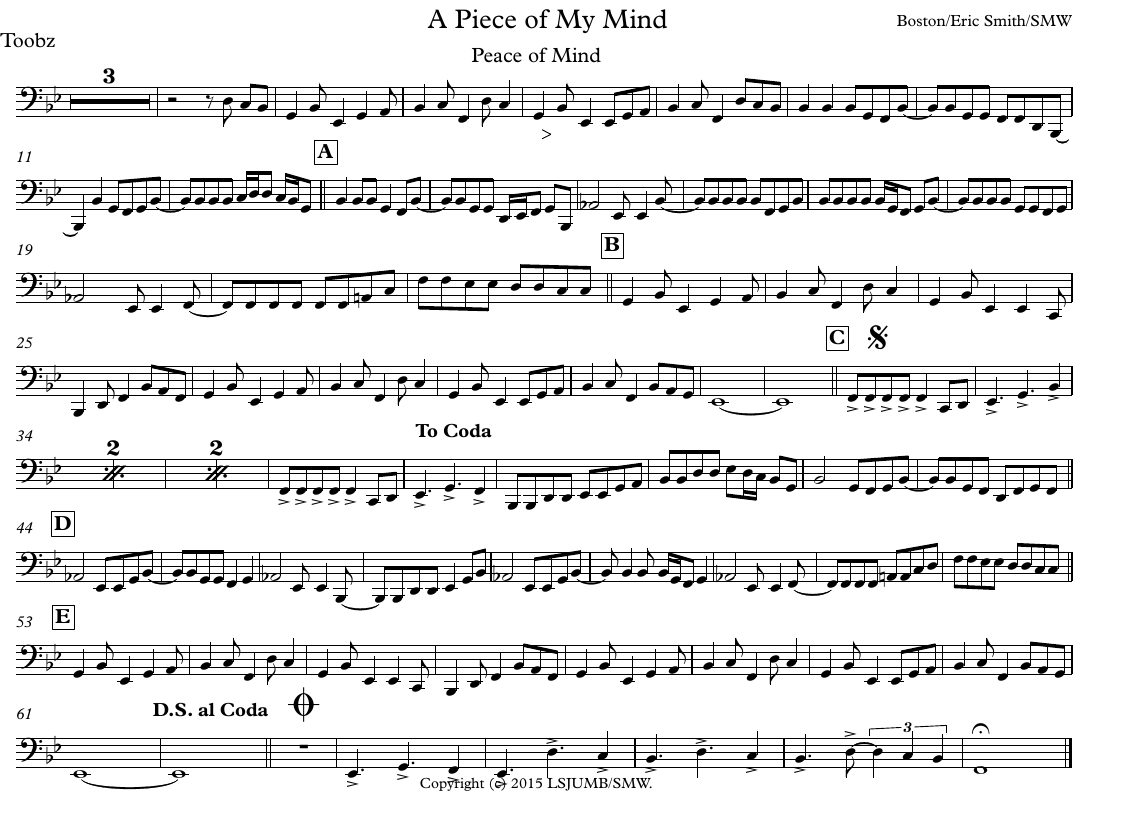 A Piece of My Mind
Boston/Eric Smith/SMW
Toobz
Peace of Mind
3
11
A
19
B
25
C
34
2
2
To Coda
44
D
53
E
61
D.S. al Coda
3
Copyright (c) 2015 LSJUMB/SMW.